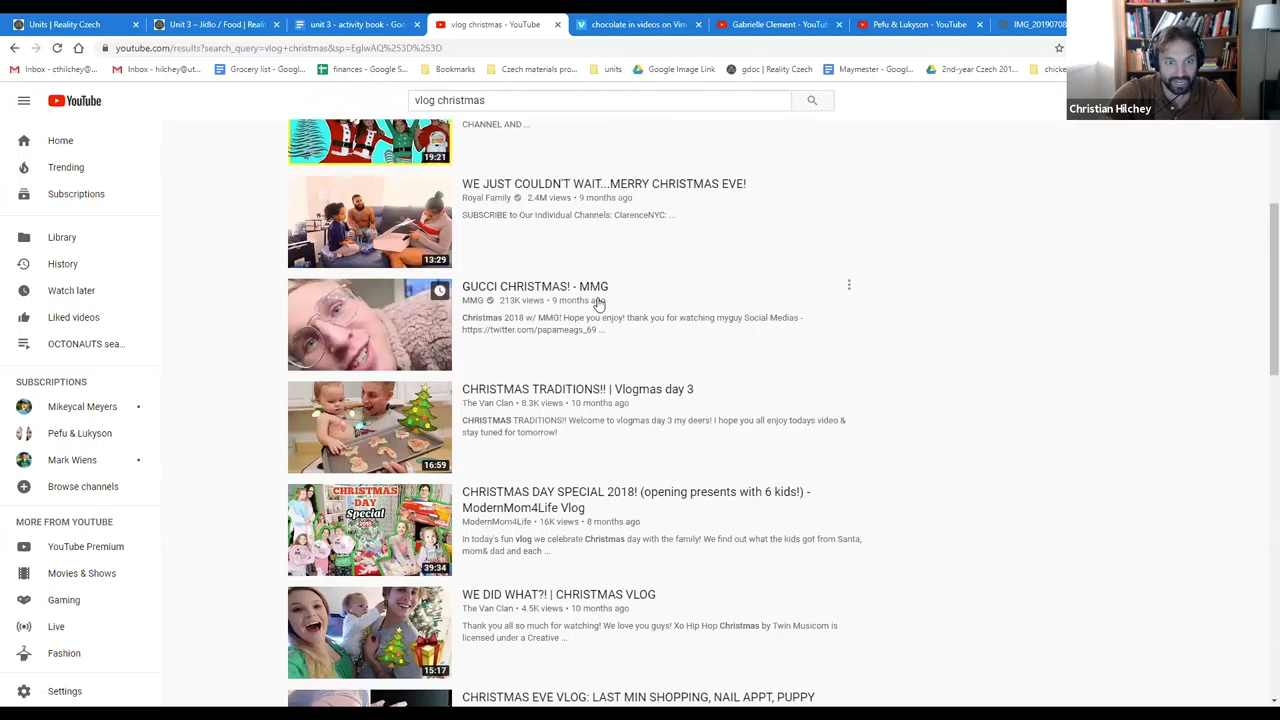 Units | Reality Czech
Unit 3 – Jídlo / Food | Realit
unit 3 - activity book - Goo
vlog christmas - YouTube
chocolate in videos on Vim
Gabrielle Clement - YouTu
Pefu & Lukyson - YouTube
IMG_20190708
youtube.com/results?search_query=vlog+christmas&sp=EgIwAQ%253D%253D
Inbox - cthilchey@...
Inbox - hilchey@ut...
Grocery list - Googl...
finances - Google S...
Bookmarks
Czech materials pro...
units
Google Image Link
gdoc | Reality Czech
Maymester - Googl...
2nd-year Czech 201...
chicke
Christian Hilchey
YouTube
vlog christmas
Home
Trending
Subscriptions
Library
History
Watch later
Liked videos
OCTONAUTS sea...
SUBSCRIPTIONS
Mikeycal Meyers
Pefu & Lukyson
Mark Wiens
Browse channels
MORE FROM YOUTUBE
YouTube Premium
Movies & Shows
Gaming
Live
Fashion
Settings
CHANNEL AND ...
19:21
WE JUST COULDN'T WAIT...MERRY CHRISTMAS EVE!
Royal Family 2.4M views • 9 months ago
SUBSCRIBE to Our Individual Channels: ClarenceNYC: ...
13:29
GUCCI CHRISTMAS! - MMG
MMG 213K views • 9 months
Christmas 2018 w/ MMG! Hope you enjoy! thank you for watching myguy Social Medias -
https://twitter.com/papameags_69 ...
CHRISTMAS TRADITIONS!! | Vlogmas day 3
The Van Clan • 8.3K views • 10 months ago
CHRISTMAS TRADITIONS!! Welcome to vlogmas day 3 my deers! I hope you all enjoy todays video &
stay tuned for tomorrow!
16:59
CHRISTMAS DAY SPECIAL 2018! (opening presents with 6 kids!) -
ModernMom4Life Vlog
ModernMom4Life • 16K views • 8 months ago
In today's fun vlog we celebrate Christmas day with the family! We find out what the kids got from Santa,
mom& dad and each ...
CHRISTMAS
DAY
Special
39:34
WE DID WHAT?! | CHRISTMAS VLOG
The Van Clan • 4.5K views • 10 months ago
Thank you all so much for watching! We love you guys! Xo Hip Hop Christmas by Twin Musicom is
licensed under a Creative ...
15:17
CHRISTMAS EVE VLOG: LAST MIN SHOPPING, NAIL APPT, PUPPY